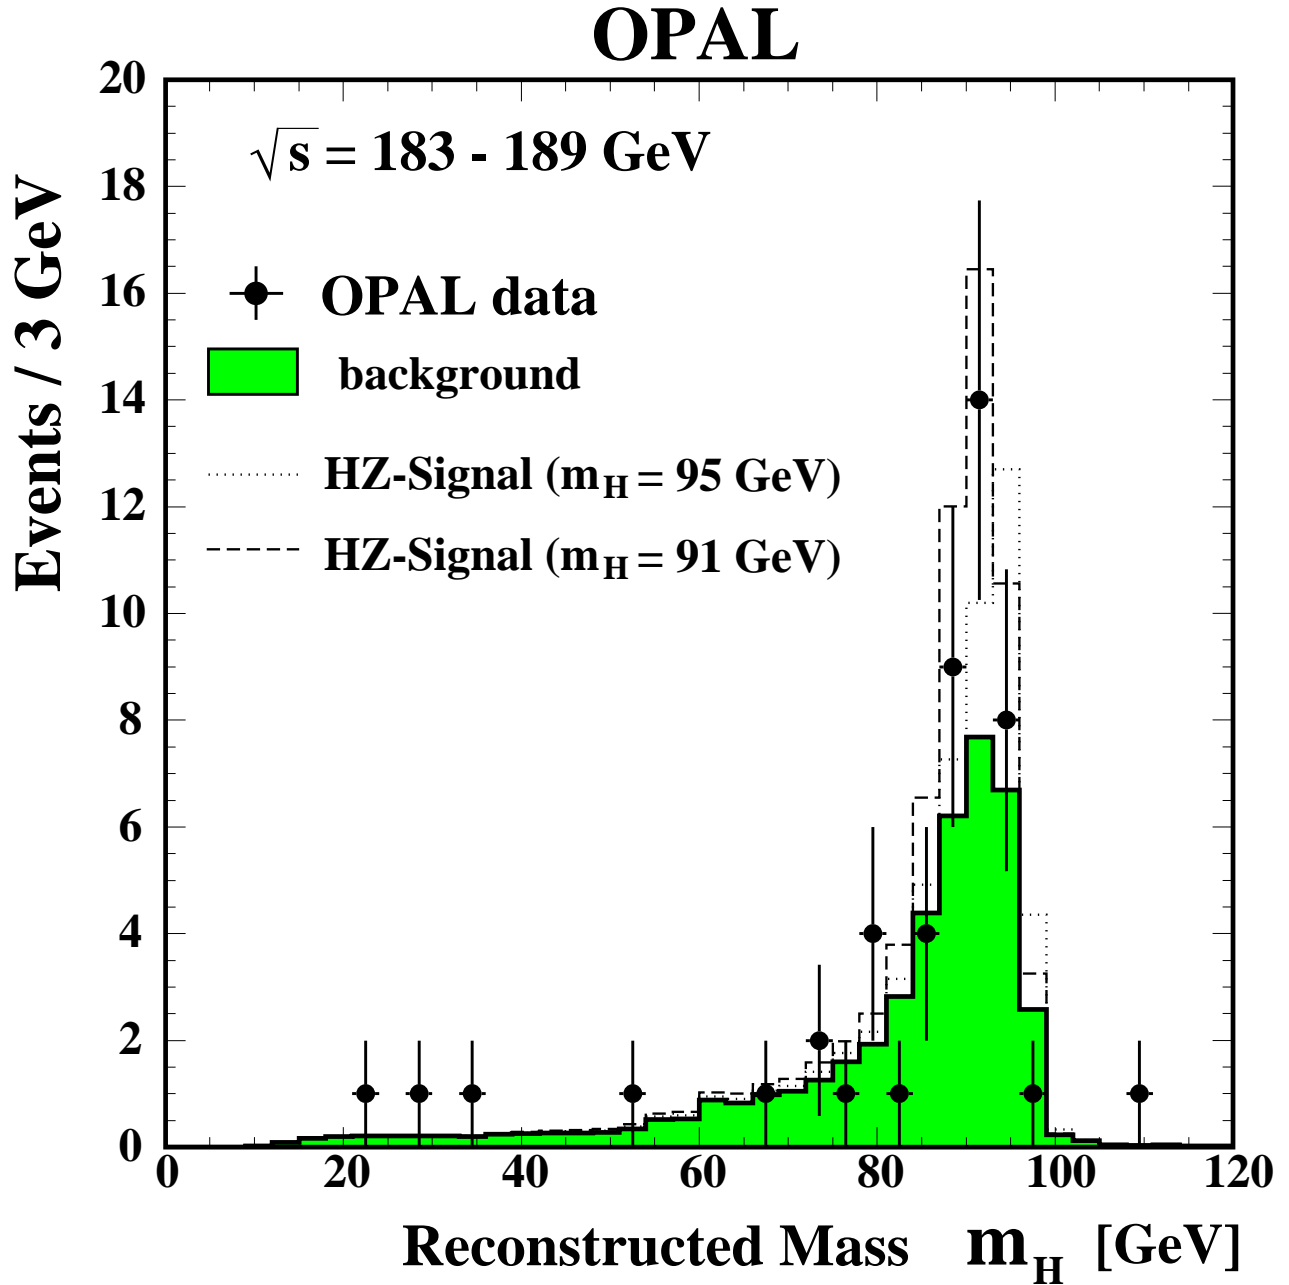 OPAL
√s = 183 - 189 GeV
OPAL data
background
HZ-Signal (mH = 95 GeV)
HZ-Signal (mH = 91 GeV)
Events / 3 GeV
20
18
16
14
12
10
8
6
4
2
0
0 20 40 60 80 100 120
Reconstructed Mass mH [GeV]